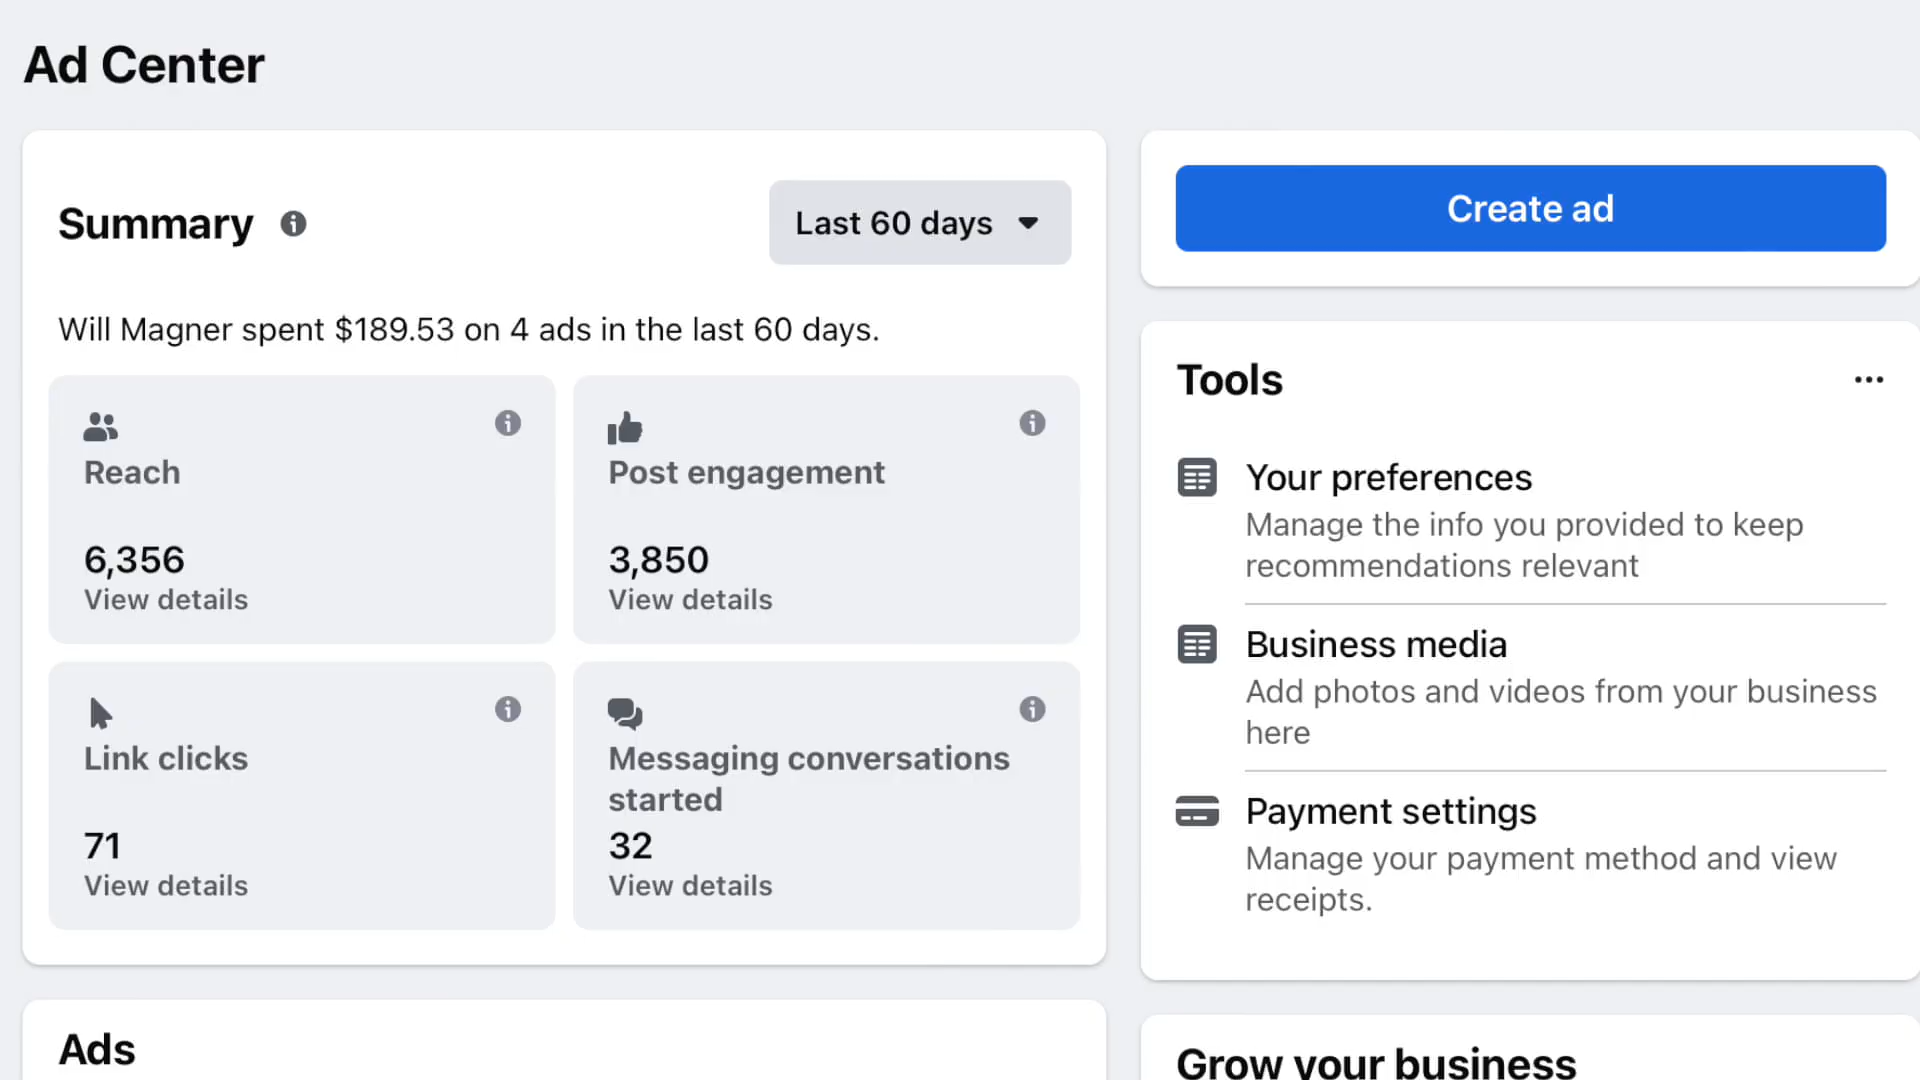 Ad Center
Summary
Last 60 days
Will Magner spent $189.53 on 4 ads in the last 60 days.
Reach
6,356
View details
Post engagement
3,850
View details
Link clicks
71
View details
Messaging conversations
started
32
View details
Ads
Create ad
Tools
Your preferences
Manage the info you provided to keep
recommendations relevant
Business media
Add photos and videos from your business
here
Payment settings
Manage your payment method and view
receipts.
Grow your business